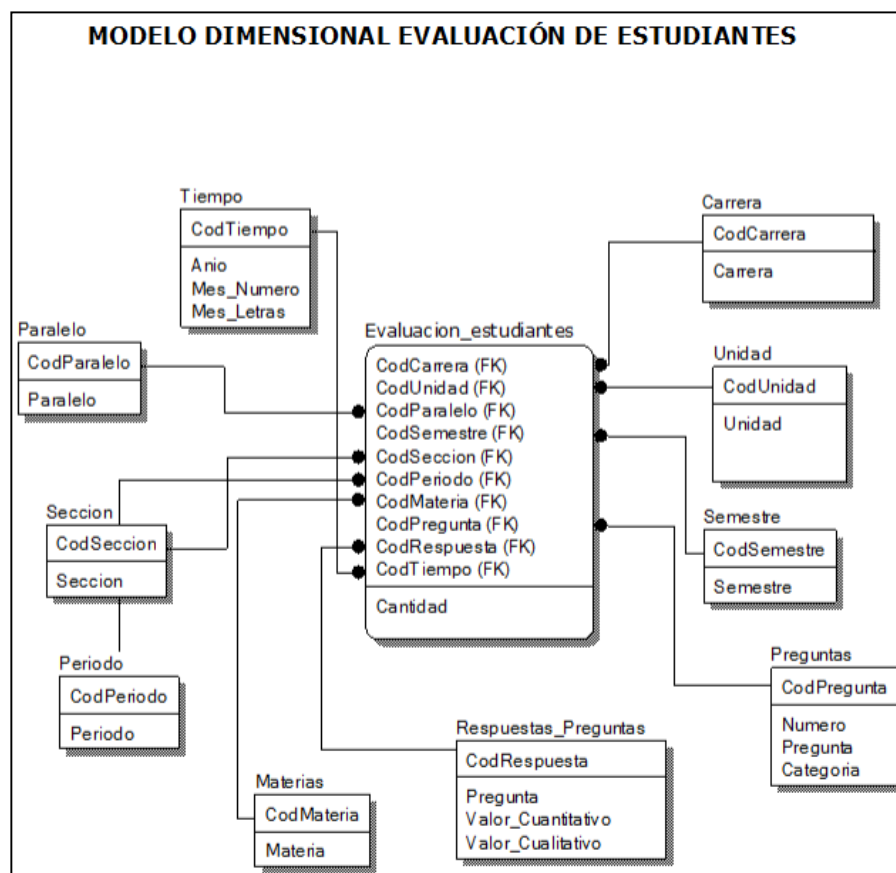 MODELO DIMENSIONAL EVALUACIÓN DE ESTUDIANTES
Tiempo
CodTiempo
Anio
Mes_Numero
Mes_Letras
Carrera
CodCarrera
Carrera
Paralelo
CodParalelo
Paralelo
Evaluacion_estudiantes
CodCarrera (FK)
CodUnidad (FK)
CodParalelo (FK)
CodSemestre (FK)
CodSeccion (FK)
CodPeriodo (FK)
CodMateria (FK)
CodPregunta (FK)
CodRespuesta (FK)
CodTiempo (FK)
Cantidad
Unidad
CodUnidad
Unidad
Seccion
CodSeccion
Seccion
Semestre
CodSemestre
Semestre
Periodo
CodPeriodo
Periodo
Preguntas
CodPregunta
Numero
Pregunta
Categoria
Respuestas_Preguntas
CodRespuesta
Pregunta
Valor_Cuantitativo
Valor_Cualitativo
Materias
CodMateria
Materia